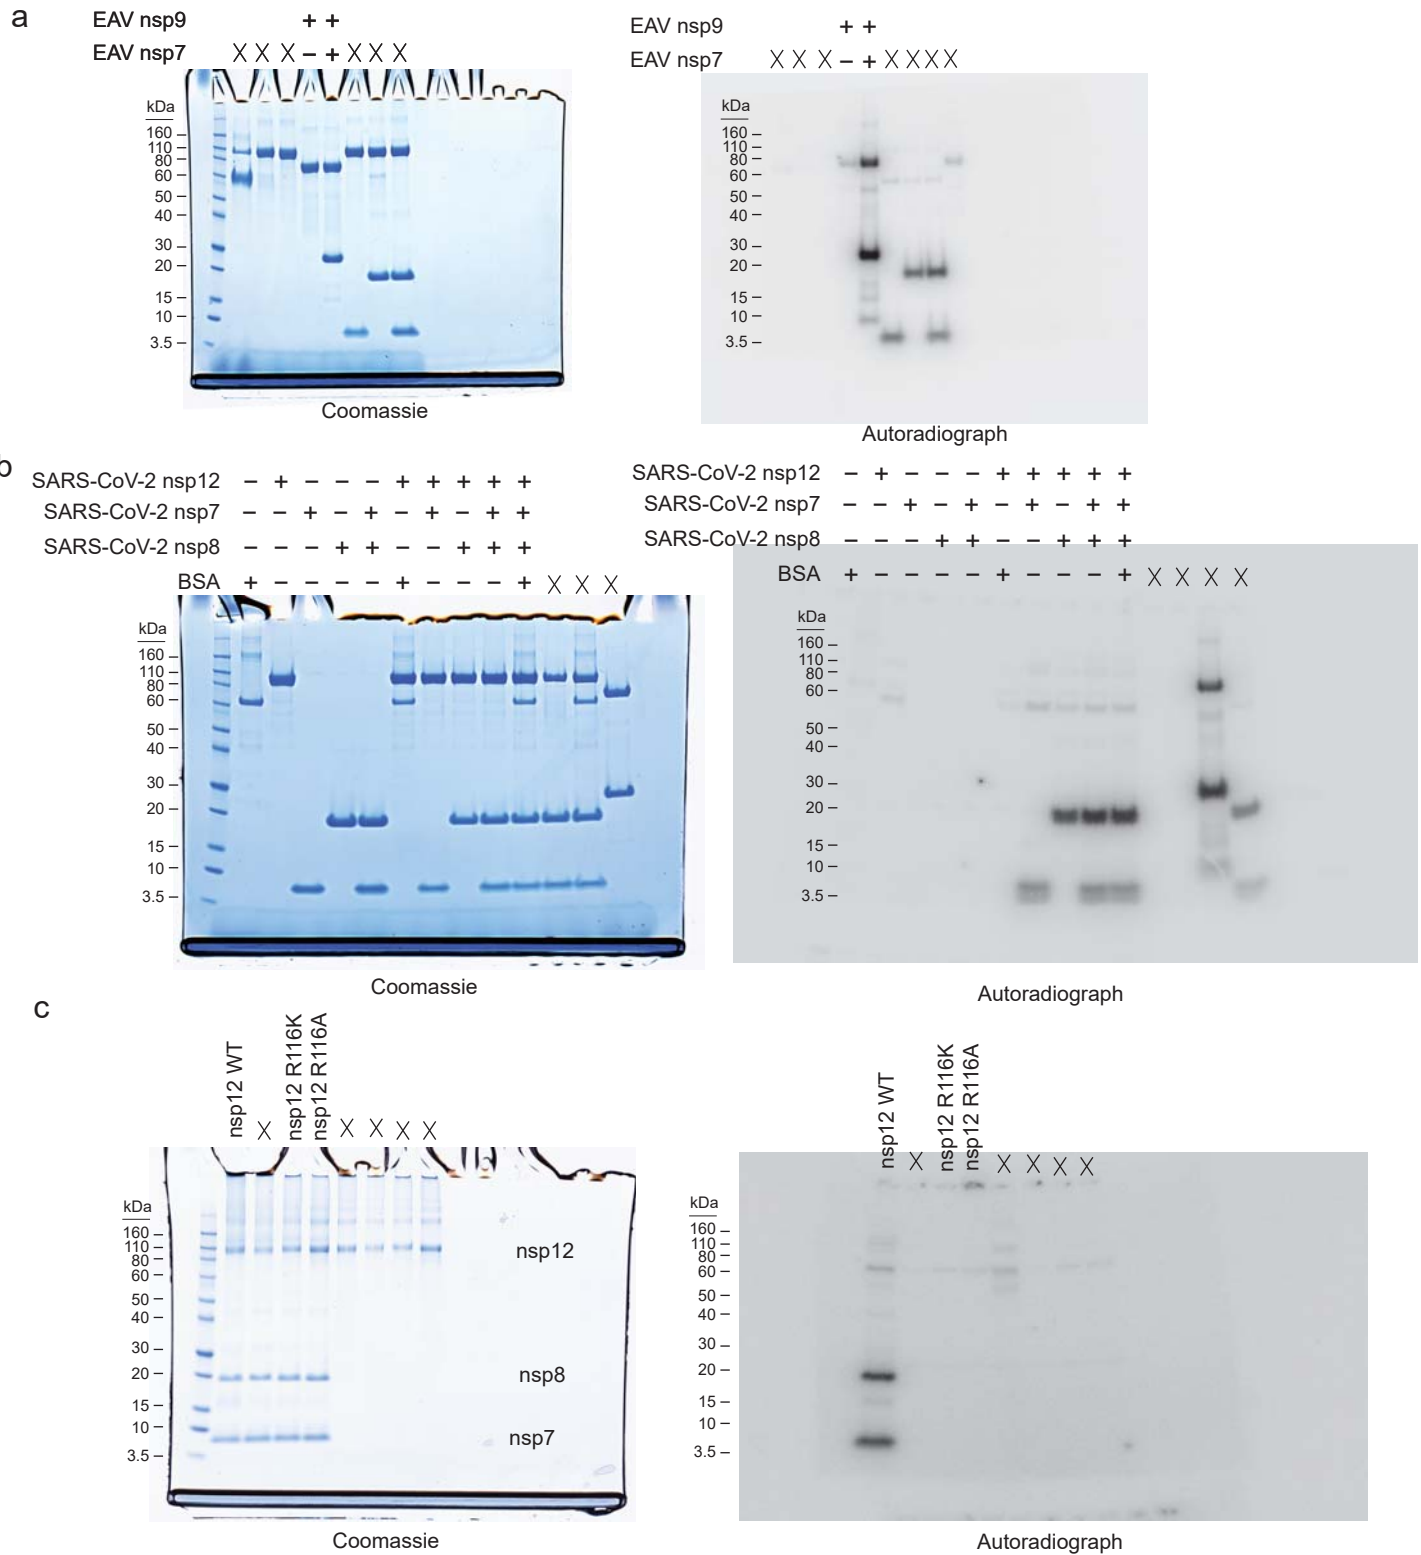 a
EAV nsp9 + +
EAV nsp7 X X X – + X X X
kDa
160
110
80
60
50
40
30
20
15
10
3.5
Coomassie
EAV nsp9 + +
EAV nsp7 X X X – + X X X X
kDa
160
110
80
60
50
40
30
20
15
10
3.5
Autoradiograph
b
SARS-CoV-2 nsp12 – + – – – + + + + +
SARS-CoV-2 nsp7 – – + – + – + – + +
SARS-CoV-2 nsp8 – – – + + – – + + +
BSA + – – – – + – – – + X X X
kDa
160
110
80
60
50
40
30
20
15
10
3.5
Coomassie
SARS-CoV-2 nsp12 – + – – – + + + + +
SARS-CoV-2 nsp7 – – + – + – + – + +
SARS-CoV-2 nsp8 – – – + + – – + + +
BSA + – – – – + – – – + X X X X
kDa
160
110
80
60
50
40
30
20
15
10
3.5
Autoradiograph
c
nsp12 WT X nsp12 R116K nsp12 R116A X X X X
kDa
160
110
80
60
50
40
30
20
15
10
3.5
nsp12
nsp8
nsp7
Coomassie
nsp12 WT X nsp12 R116K nsp12 R116A X X X X
kDa
160
110
80
60
50
40
30
20
15
10
3.5
Autoradiograph